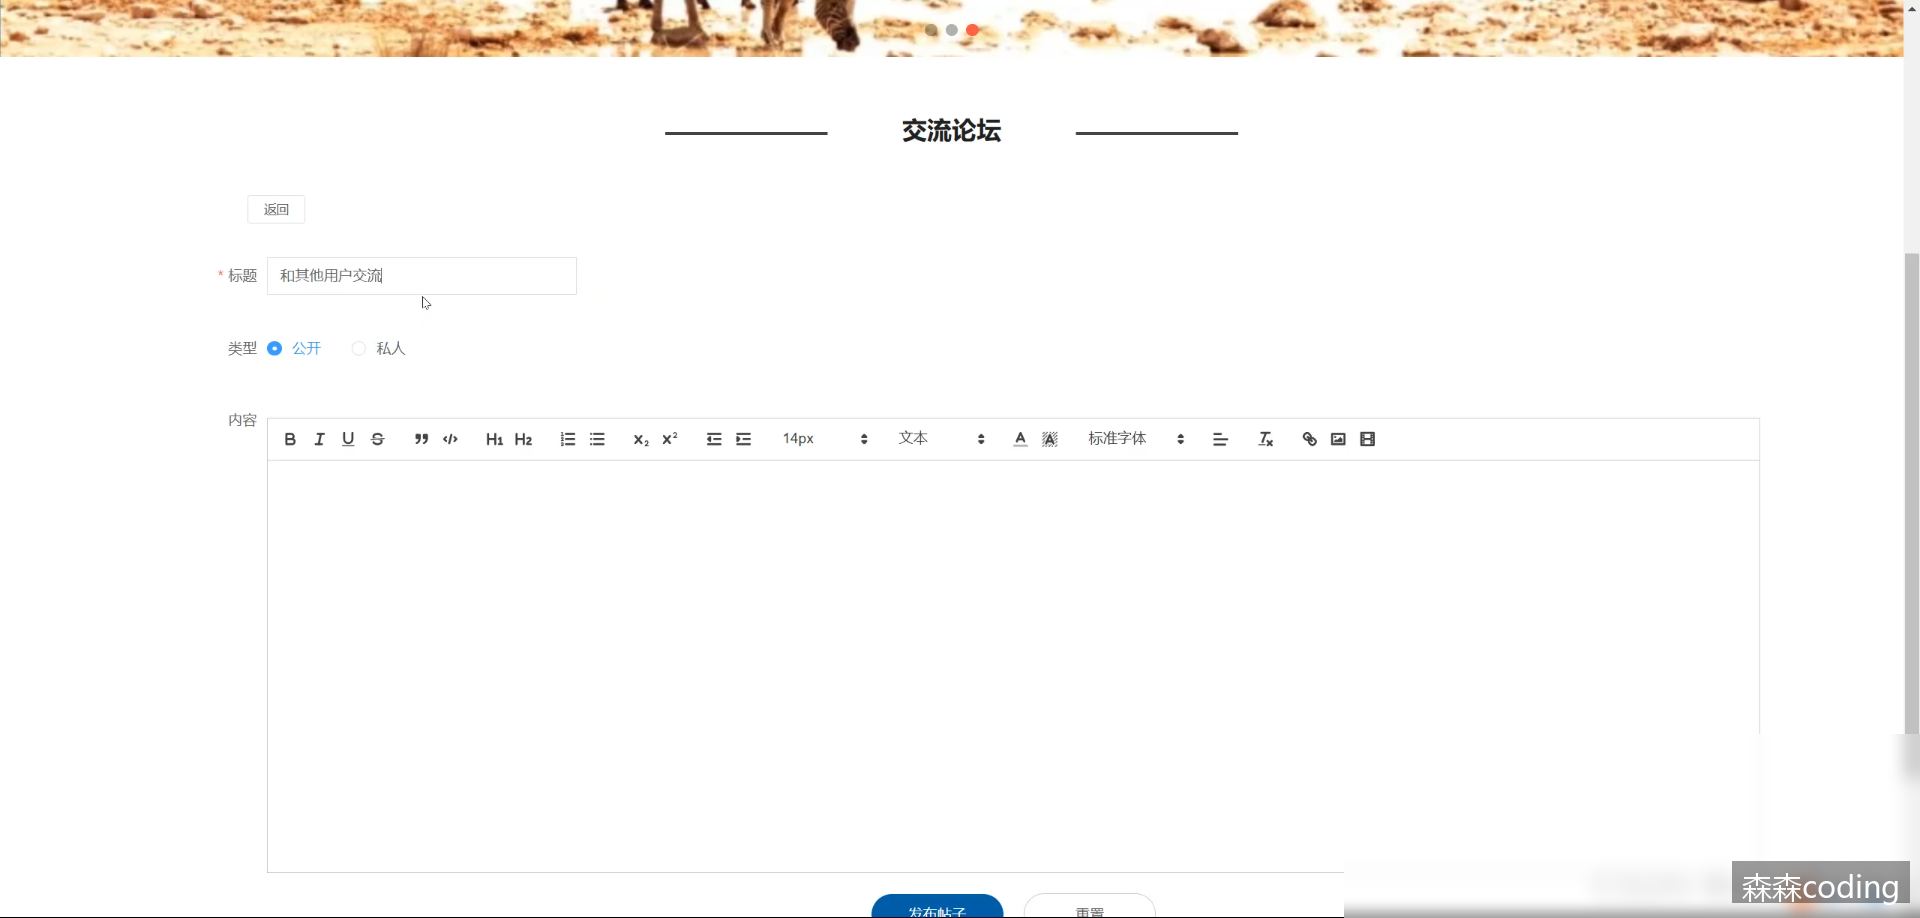 交流论坛
返回
* 标题 和其他用户交流
类型 公开 私人
内容
B I U S H1 H2 x2 x2 14px 文本 A A 标准字体 Tx
发布帖子 重置
森森coding